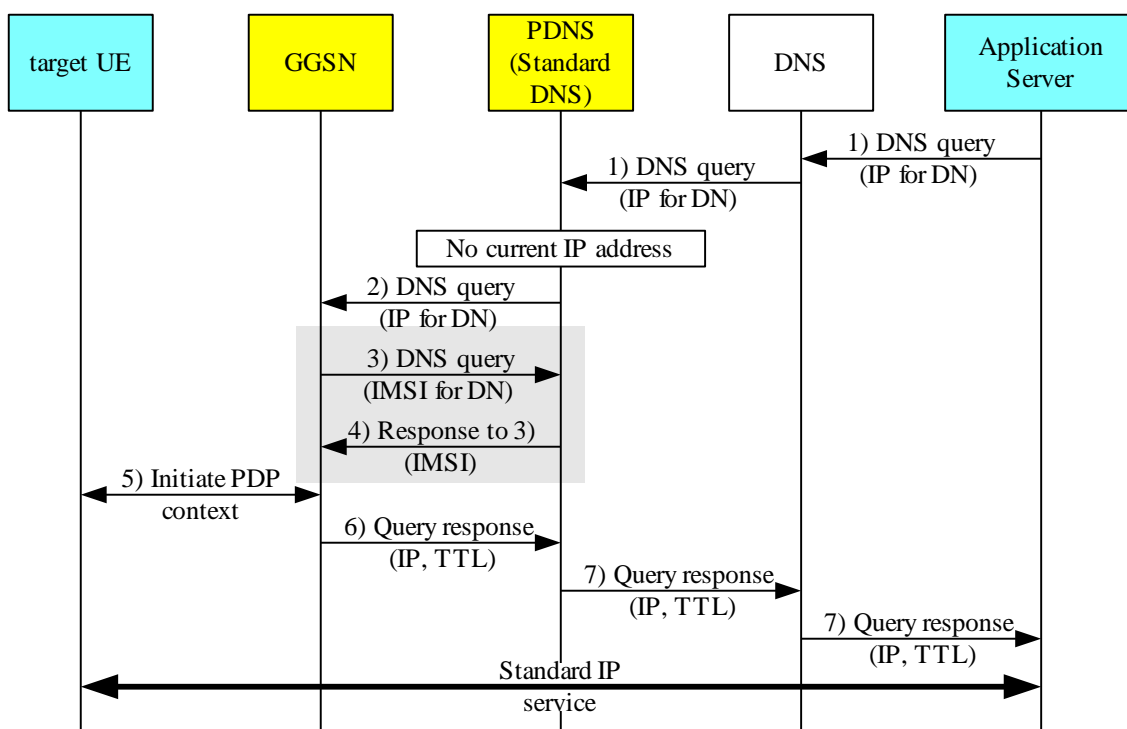 target UE
GGSN
PDNS
(Standard
DNS)
DNS
Application
Server
1) DNS query
(IP for DN)
1) DNS query
(IP for DN)
No current IP address
2) DNS query
(IP for DN)
3) DNS query
(IMSI for DN)
4) Response to 3)
(IMSI)
5) Initiate PDP
context
6) Query response
(IP, TTL)
7) Query response
(IP, TTL)
7) Query response
(IP, TTL)
Standard IP
service